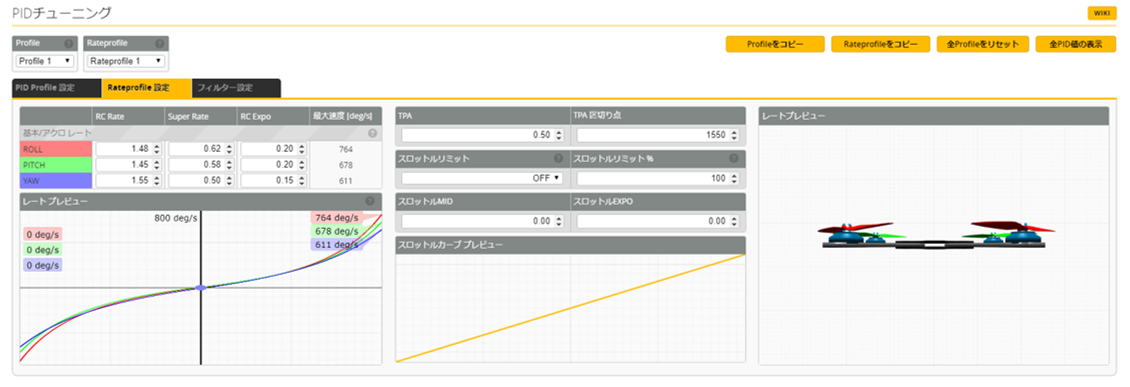 PIDチューニング
WIKI
Profile
Rateprofile
Profile 1
Rateprofile 1
Profileをコピー
Rateprofileをコピー
全Profileをリセット
全PID値の表示
PID Profile 設定
Rateprofile 設定
フィルター設定
RC Rate Super Rate RC Expo 最大速度 [deg/s]
基本/アクロ レート
ROLL 1.48 0.62 0.20 764
PITCH 1.45 0.58 0.20 678
YAW 1.55 0.50 0.15 611
レートプレビュー
800 deg/s
0 deg/s
0 deg/s
0 deg/s
764 deg/s
678 deg/s
611 deg/s
TPA
TPA 区切り点
0.50
1550
スロットルリミット
スロットルリミット %
OFF
100
スロットルMID
スロットルEXPO
0.00
0.00
スロットルカーブ プレビュー
レートプレビュー